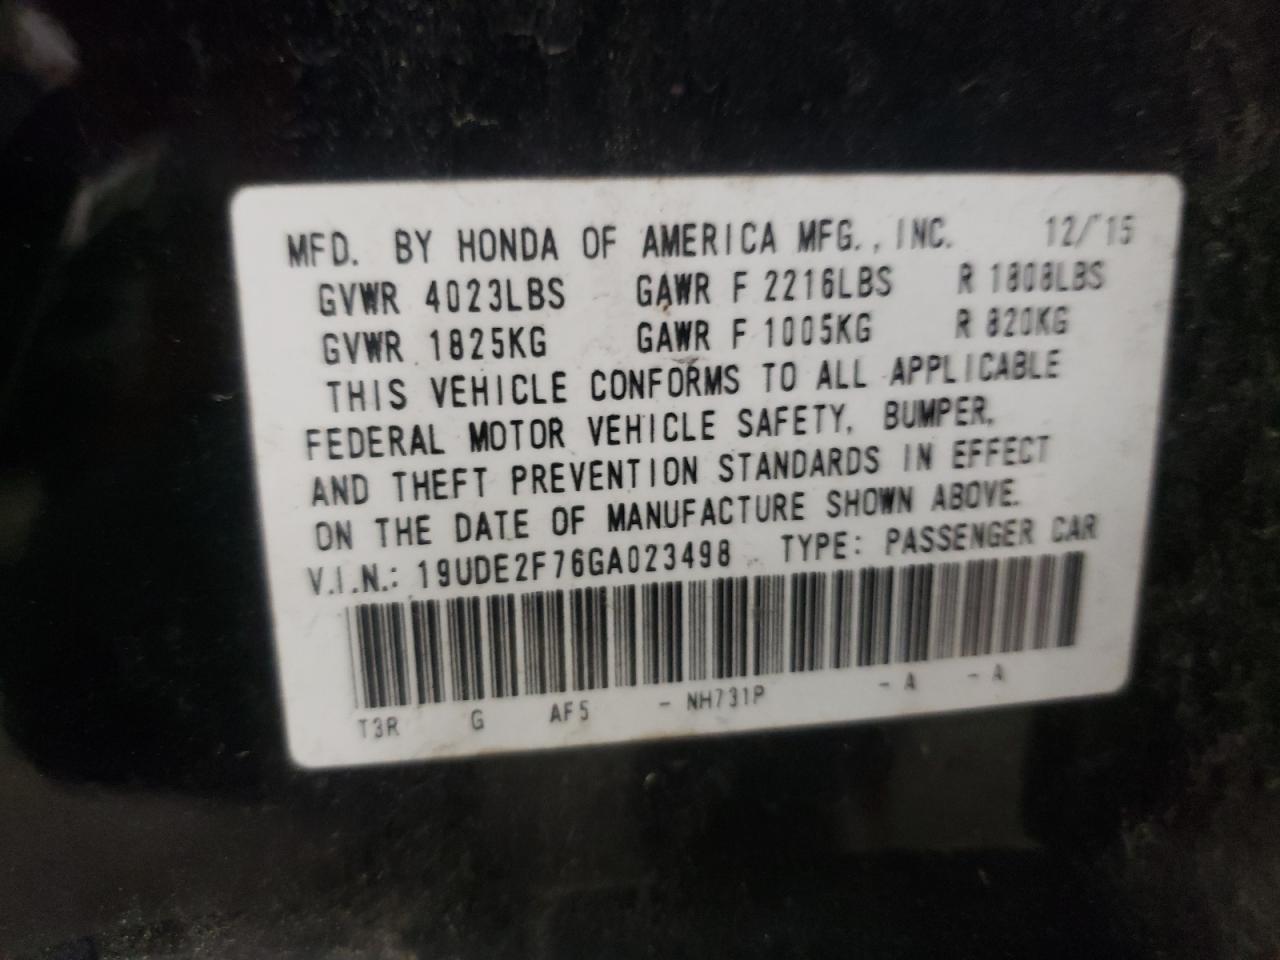 MFD. BY HONDA OF AMERICA MFG., INC. 12/'15
GVWR 4023LBS GAWR F 2216LBS R 1808LBS
GVWR 1825KG GAWR F 1005KG R 820KG
THIS VEHICLE CONFORMS TO ALL APPLICABLE
FEDERAL MOTOR VEHICLE SAFETY, BUMPER,
AND THEFT PREVENTION STANDARDS IN EFFECT
ON THE DATE OF MANUFACTURE SHOWN ABOVE.
V.I.N.: 19UDE2F76GA023498 TYPE: PASSENGER CAR
T3R G AF5 - NH731P - A - A